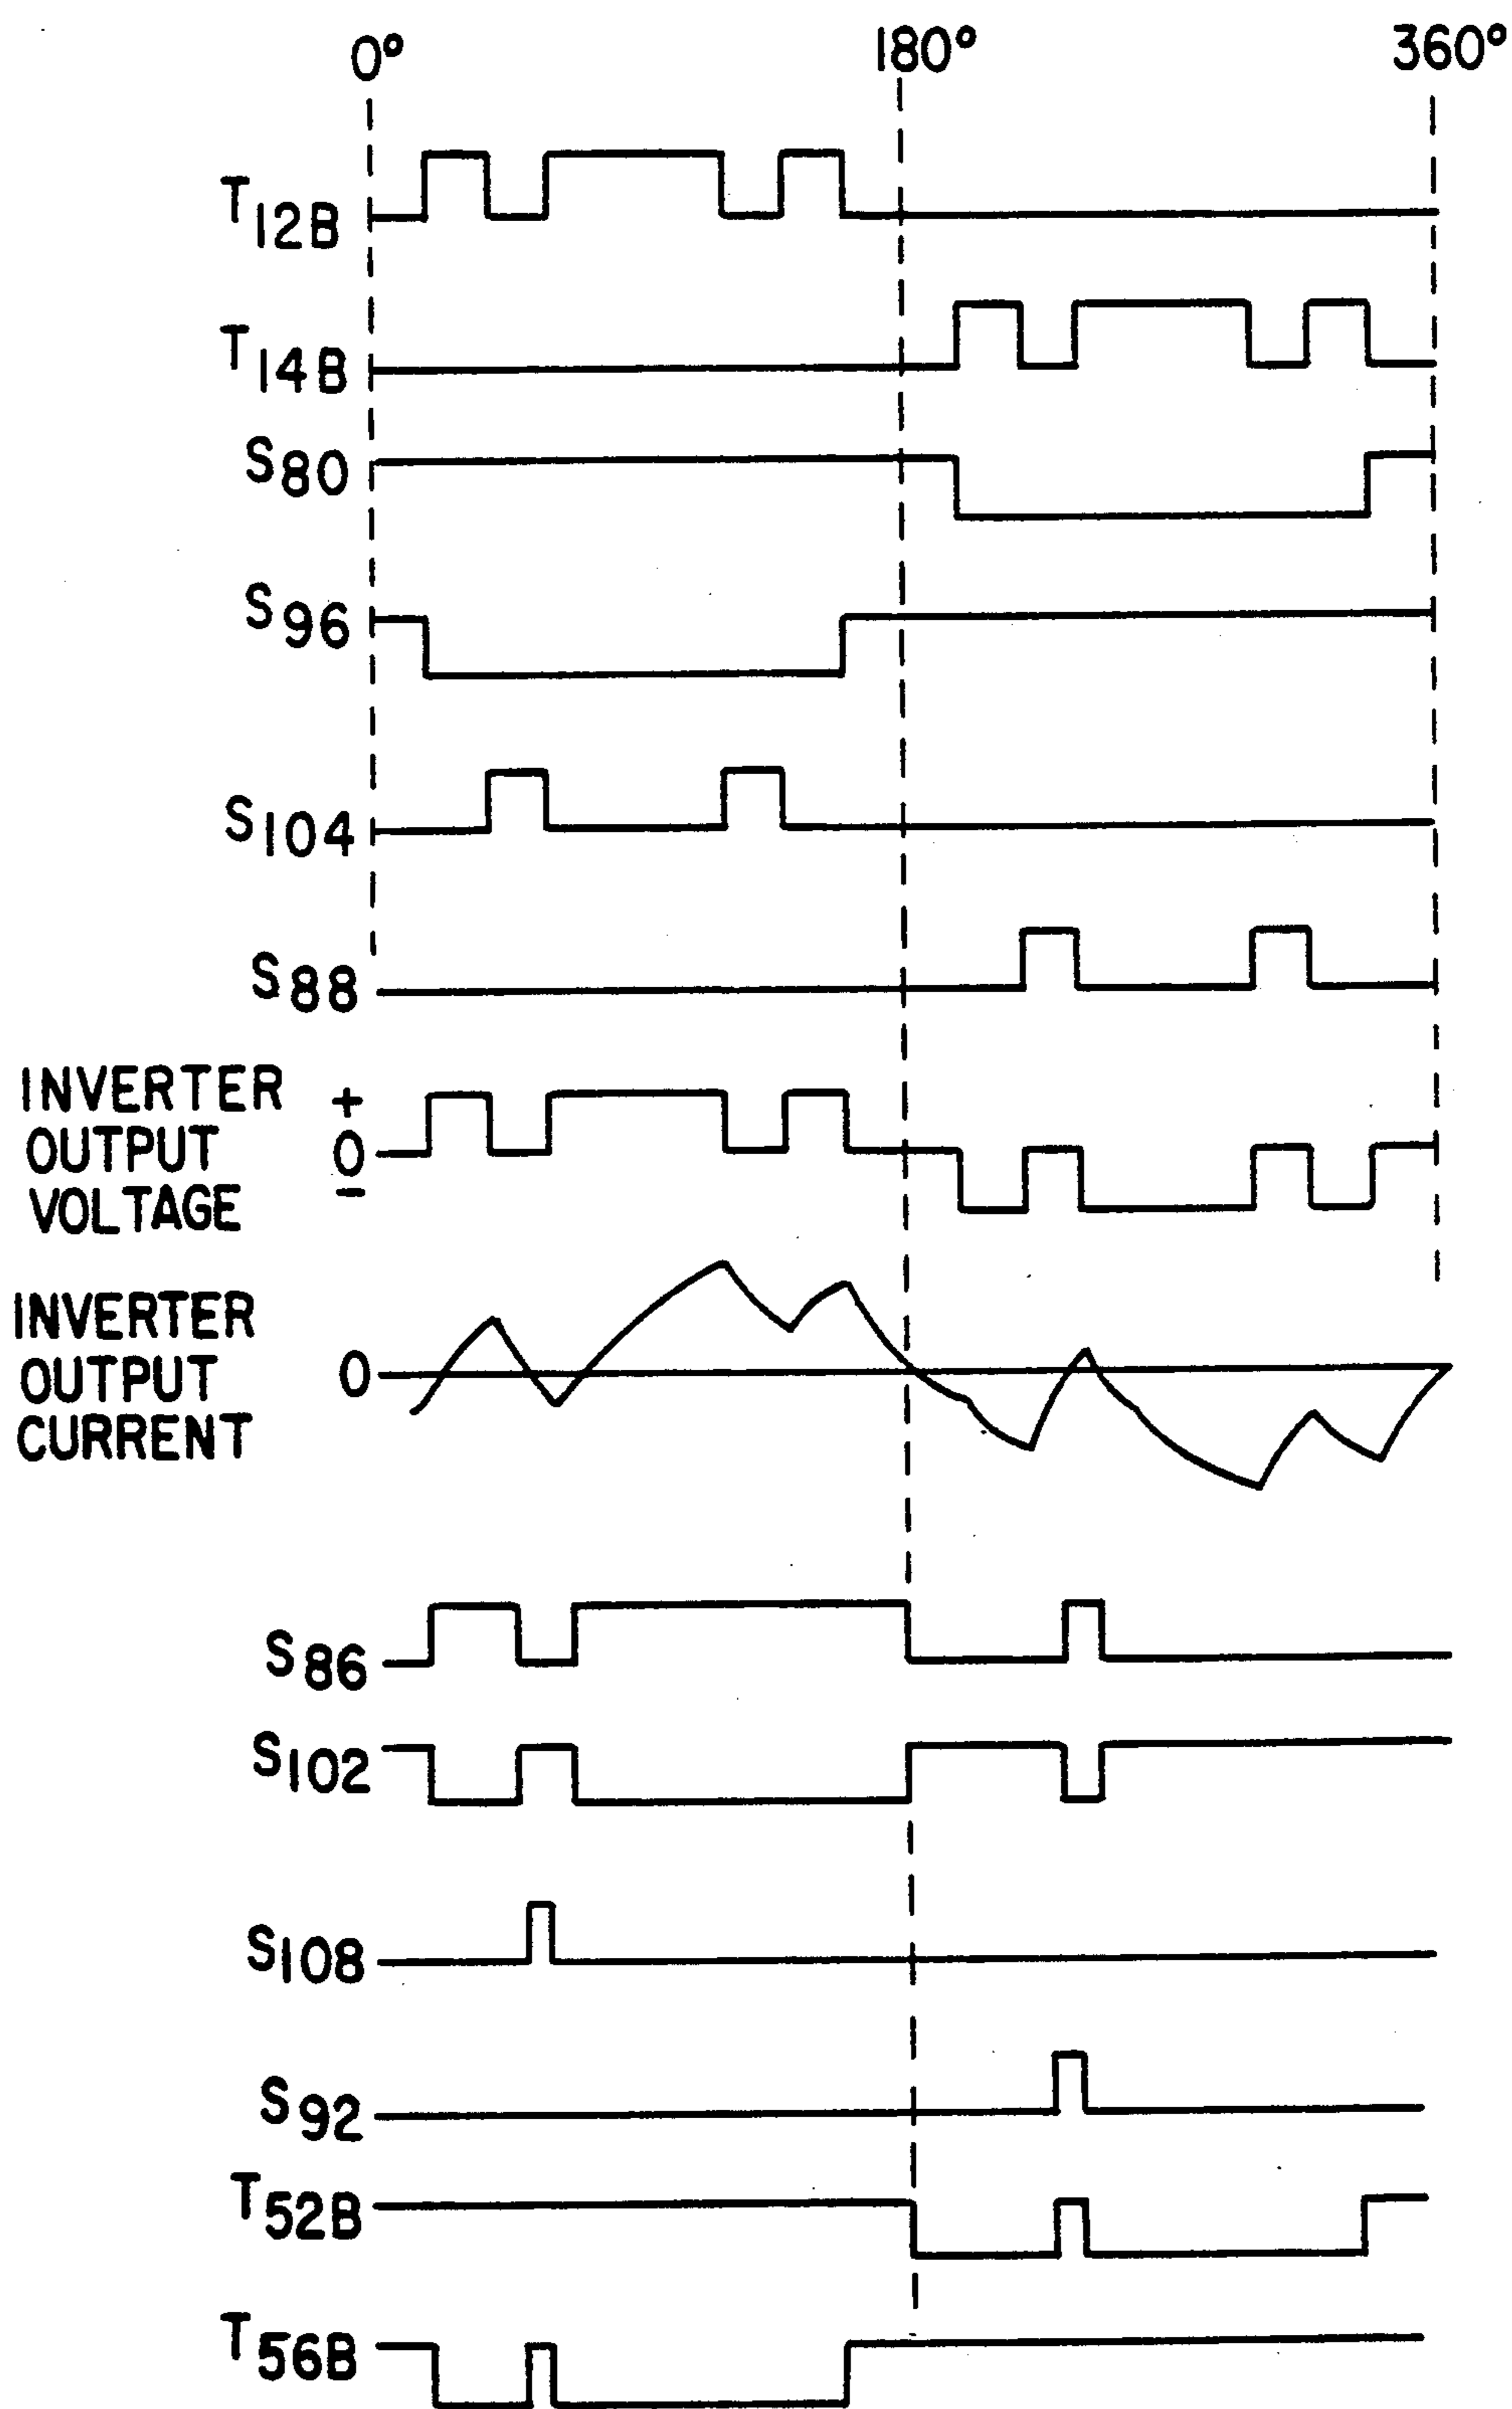 0° 180° 360°
T12B
T14B
S80
S96
S104
S88
INVERTER +
OUTPUT 0
VOLTAGE −
INVERTER
OUTPUT 0
CURRENT
S86
S102
S108
S92
T52B
T56B